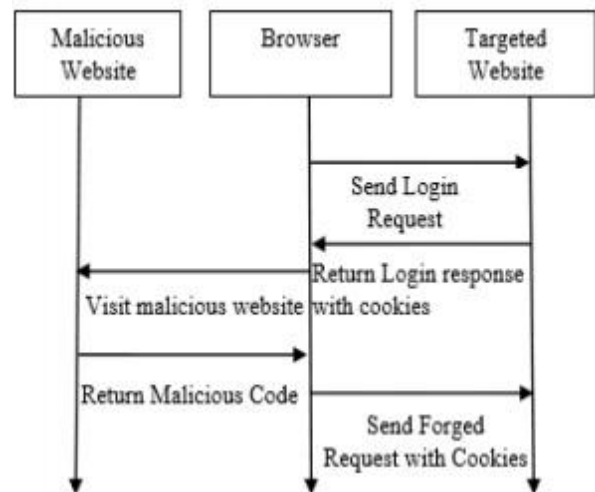 Malicious
Website
Browser
Targeted
Website
Send Login
Request
Return Login response
with cookies
Visit malicious website
Return Malicious Code
Send Forged
Request with Cookies